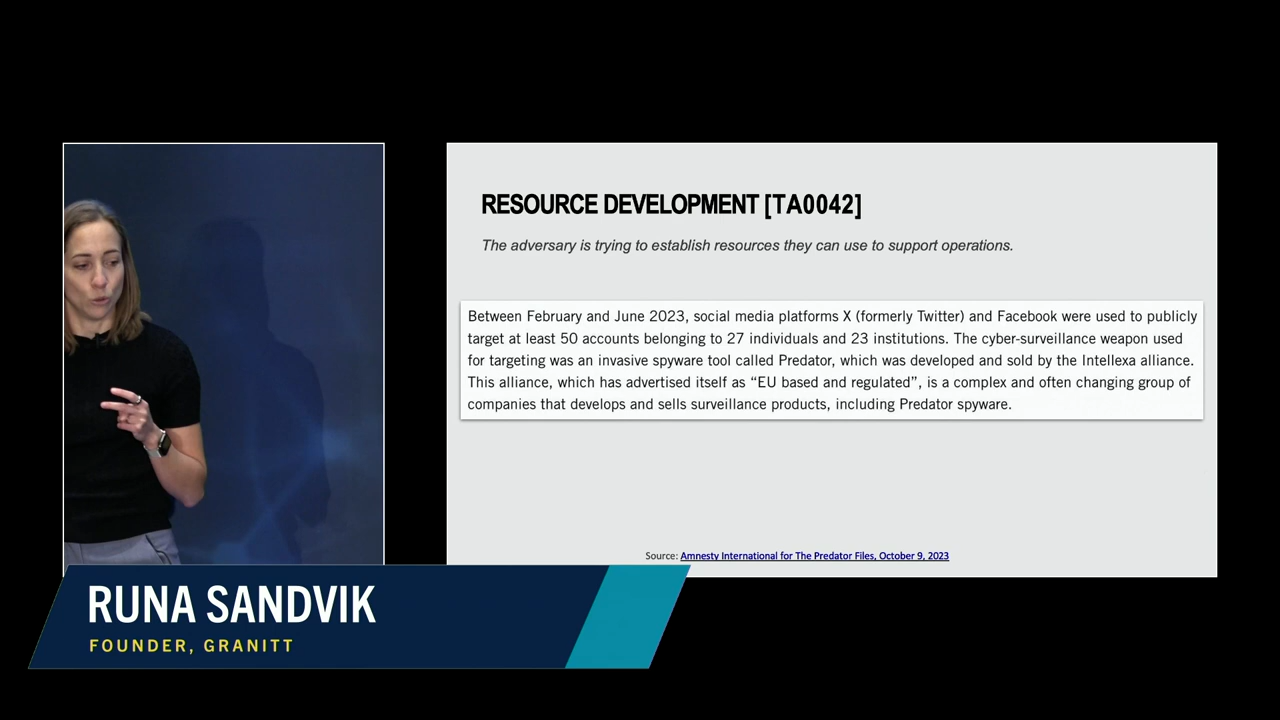 RESOURCE DEVELOPMENT [TA0042]
The adversary is trying to establish resources they can use to support operations.
Between February and June 2023, social media platforms X (formerly Twitter) and Facebook were used to publicly
target at least 50 accounts belonging to 27 individuals and 23 institutions. The cyber-surveillance weapon used
for targeting was an invasive spyware tool called Predator, which was developed and sold by the Intellexa alliance.
This alliance, which has advertised itself as “EU based and regulated”, is a complex and often changing group of
companies that develops and sells surveillance products, including Predator spyware.
Source: Amnesty International for The Predator Files, October 9, 2023
RUNA SANDVIK
FOUNDER, GRANITT